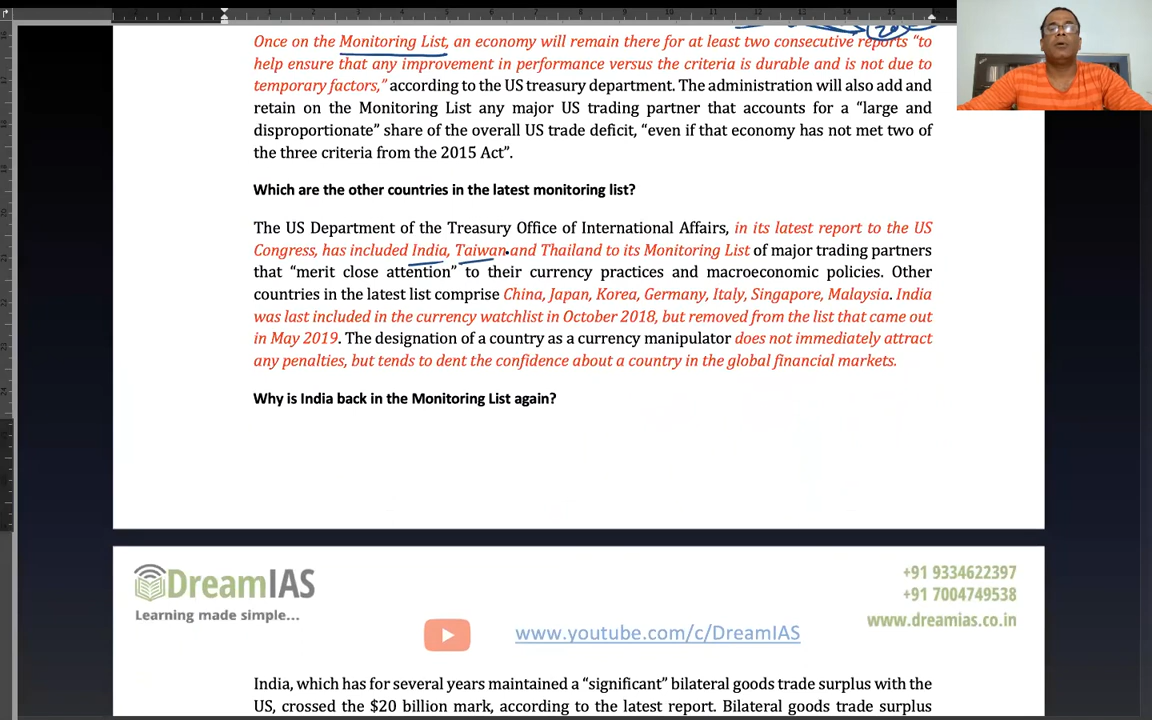 Once on the Monitoring List, an economy will remain there for at least two consecutive reports “to
help ensure that any improvement in performance versus the criteria is durable and is not due to
temporary factors,” according to the US treasury department. The administration will also add and
retain on the Monitoring List any major US trading partner that accounts for a “large and
disproportionate” share of the overall US trade deficit, “even if that economy has not met two of
the three criteria from the 2015 Act”.
Which are the other countries in the latest monitoring list?
The US Department of the Treasury Office of International Affairs, in its latest report to the US
Congress, has included India, Taiwan and Thailand to its Monitoring List of major trading partners
that “merit close attention” to their currency practices and macroeconomic policies. Other
countries in the latest list comprise China, Japan, Korea, Germany, Italy, Singapore, Malaysia. India
was last included in the currency watchlist in October 2018, but removed from the list that came out
in May 2019. The designation of a country as a currency manipulator does not immediately attract
any penalties, but tends to dent the confidence about a country in the global financial markets.
Why is India back in the Monitoring List again?
DreamIAS
Learning made simple...
+91 9334622397
+91 7004749538
www.dreamias.co.in
www.youtube.com/c/DreamIAS
India, which has for several years maintained a “significant” bilateral goods trade surplus with the
US, crossed the $20 billion mark, according to the latest report. Bilateral goods trade surplus